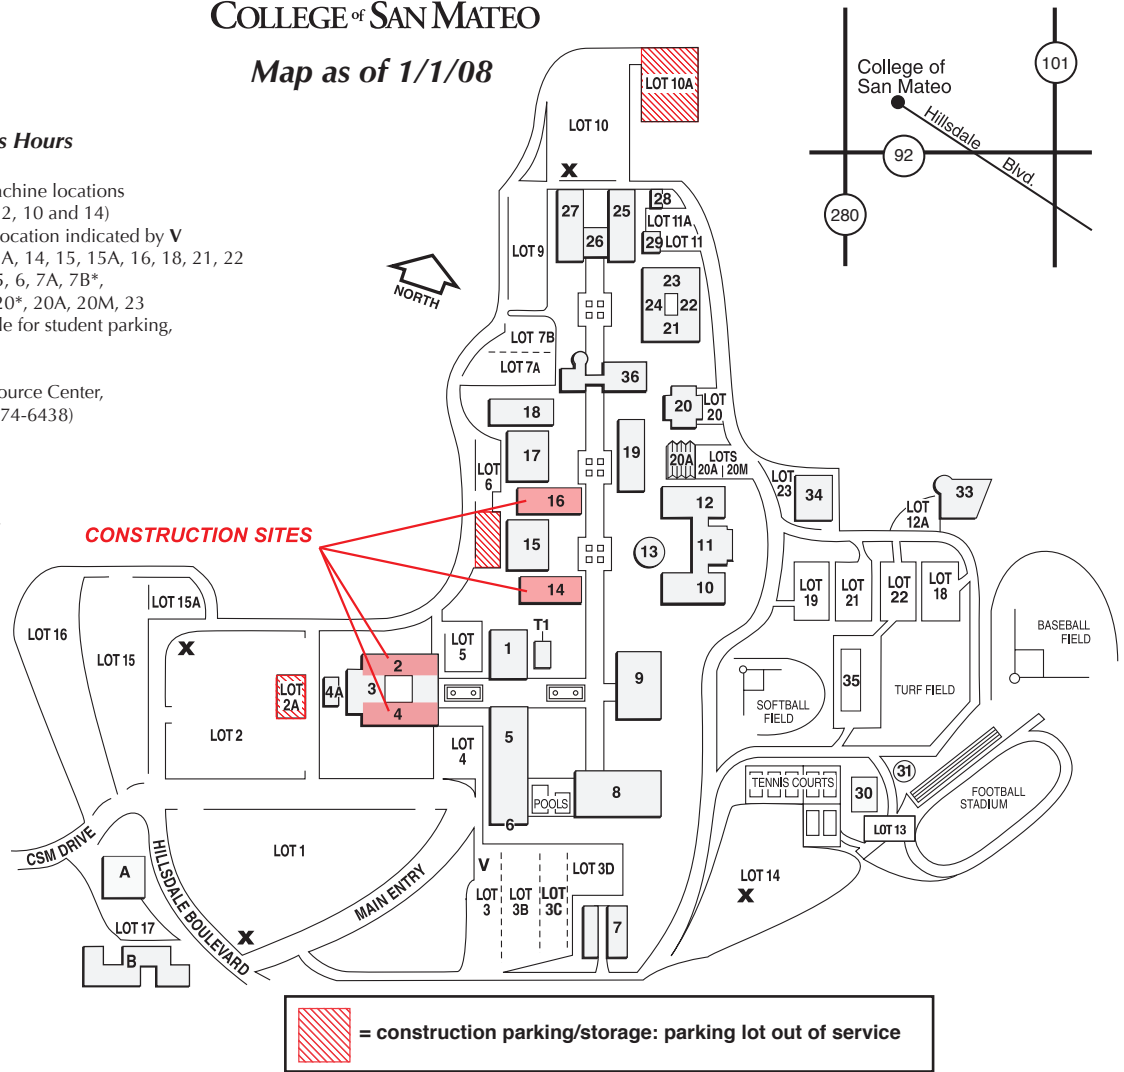 COLLEGE of SAN MATEO
Map as of 1/1/08
s Hours
achine locations
2, 10 and 14)
ocation indicated by V
A, 14, 15, 15A, 16, 18, 21, 22
5, 6, 7A, 7B*,
20*, 20A, 20M, 23
le for student parking,
ource Center,
74-6438)
College of
San Mateo
Hillsdale
Blvd.
101
92
280
LOT 10A
LOT 10
X
28
27
25
26
LOT 11A
29
LOT 11
LOT 9
NORTH
23
24
22
21
LOT 7B
LOT 7A
36
18
20
LOT
20
17
19
LOT
6
20A
LOTS
20A | 20M
LOT
23
34
33
LOT
12A
16
12
CONSTRUCTION SITES
15
13
11
14
10
LOT
19
LOT
21
LOT
22
LOT
18
LOT 15A
LOT 16
LOT 15
X
LOT
5
1
T1
BASEBALL
FIELD
2
3
4
4A
LOT
2A
9
35
TURF FIELD
SOFTBALL
FIELD
LOT 2
LOT
4
5
8
POOLS
6
TENNIS COURTS
31
30
FOOTBALL
STADIUM
LOT 13
CSM DRIVE
LOT 1
A
HILLSDALE BOULEVARD
MAIN ENTRY
V
LOT
3
LOT
3B
LOT
3C
LOT 3D
LOT 14
X
LOT 17
X
7
B
= construction parking/storage: parking lot out of service